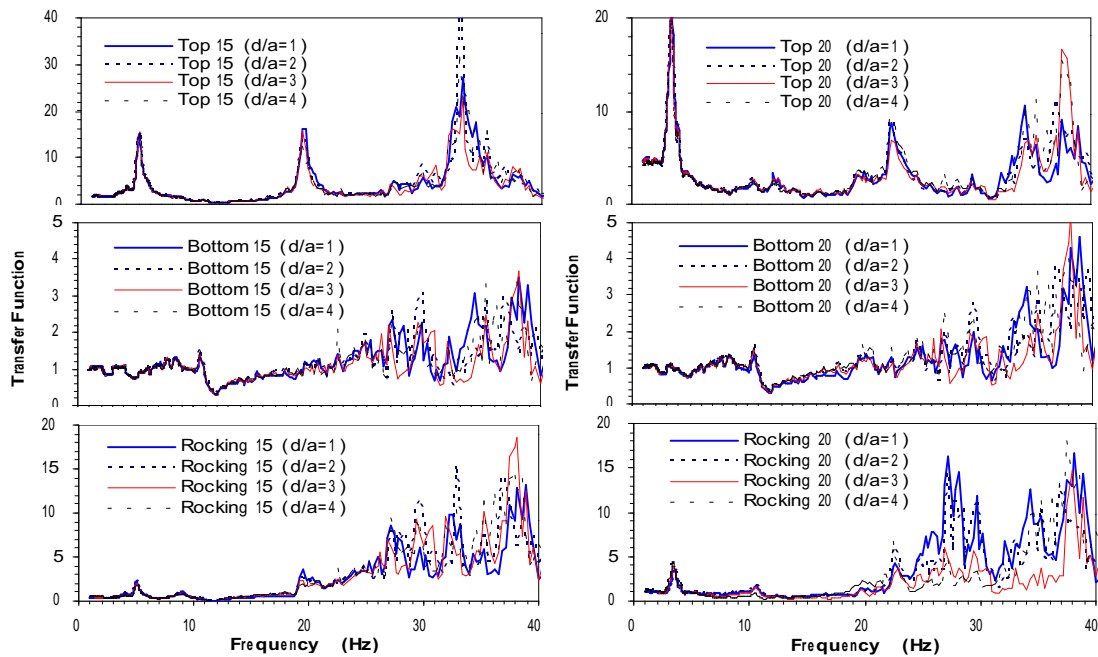 40
30
20
10
0
Top 15 (d/a=1)
Top 15 (d/a=2)
Top 15 (d/a=3)
Top 15 (d/a=4)
20
10
0
Top 20 (d/a=1)
Top 20 (d/a=2)
Top 20 (d/a=3)
Top 20 (d/a=4)
0 10 20 30 40
Transfer Function
5
4
3
2
1
0
Bottom 15 (d/a=1)
Bottom 15 (d/a=2)
Bottom 15 (d/a=3)
Bottom 15 (d/a=4)
Transfer Function
5
4
3
2
1
0
Bottom 20 (d/a=1)
Bottom 20 (d/a=2)
Bottom 20 (d/a=3)
Bottom 20 (d/a=4)
20
15
10
5
0
Rocking 15 (d/a=1)
Rocking 15 (d/a=2)
Rocking 15 (d/a=3)
Rocking 15 (d/a=4)
0 10 20 30 40
Frequency (Hz)
20
15
10
5
0
Rocking 20 (d/a=1)
Rocking 20 (d/a=2)
Rocking 20 (d/a=3)
Rocking 20 (d/a=4)
0 10 20 30 40
Frequency (Hz)